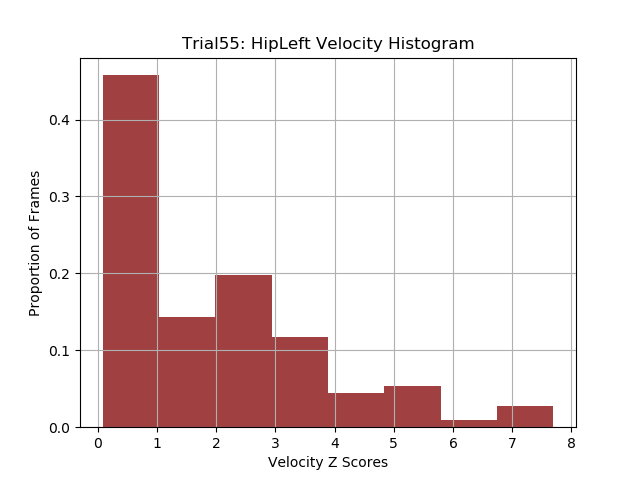 Trial55: HipLeft Velocity Histogram
Proportion of Frames
0.4
0.3
0.2
0.1
0.0
0 1 2 3 4 5 6 7 8
Velocity Z Scores